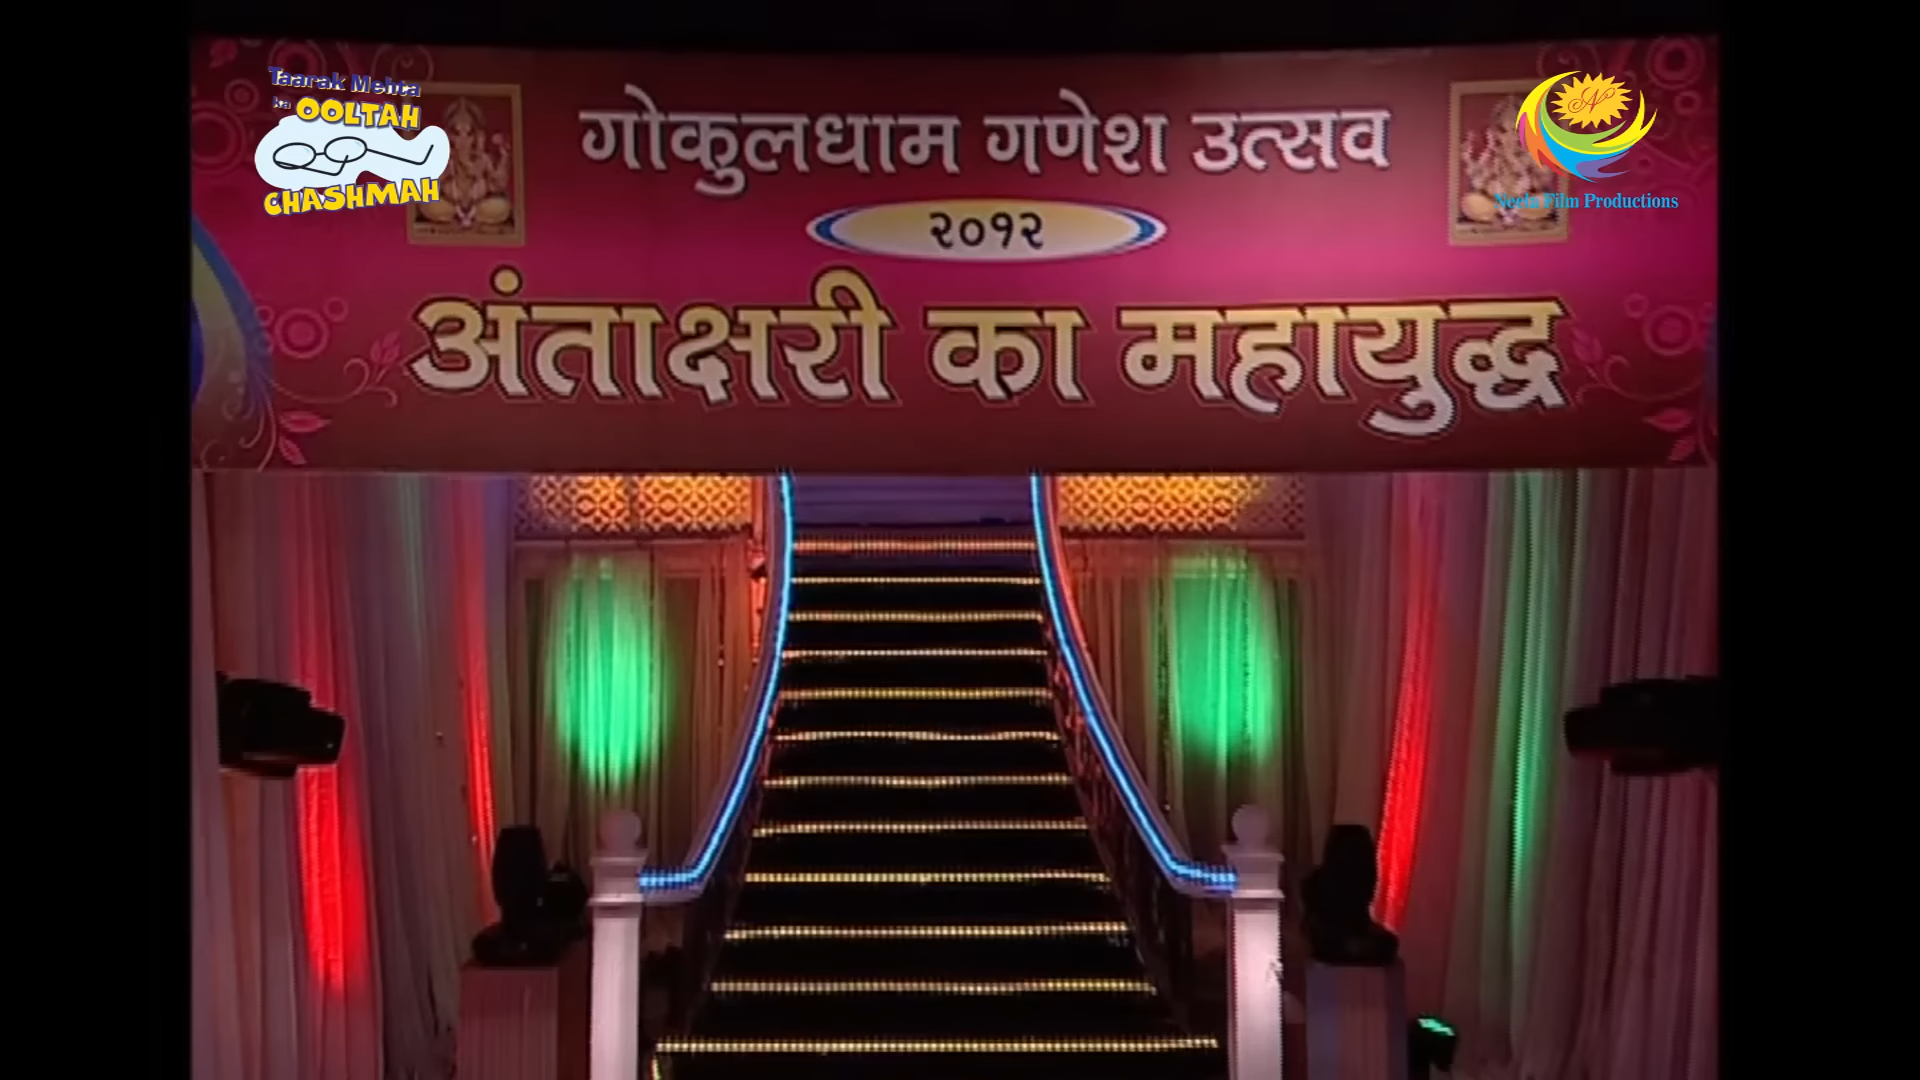 Taarak Mehta
ka OOLTAH
CHASHMAH
गोकुलधाम गणेश उत्सव
२०१२
अंताक्षरी का महायुद्ध
N
Neela Film Productions